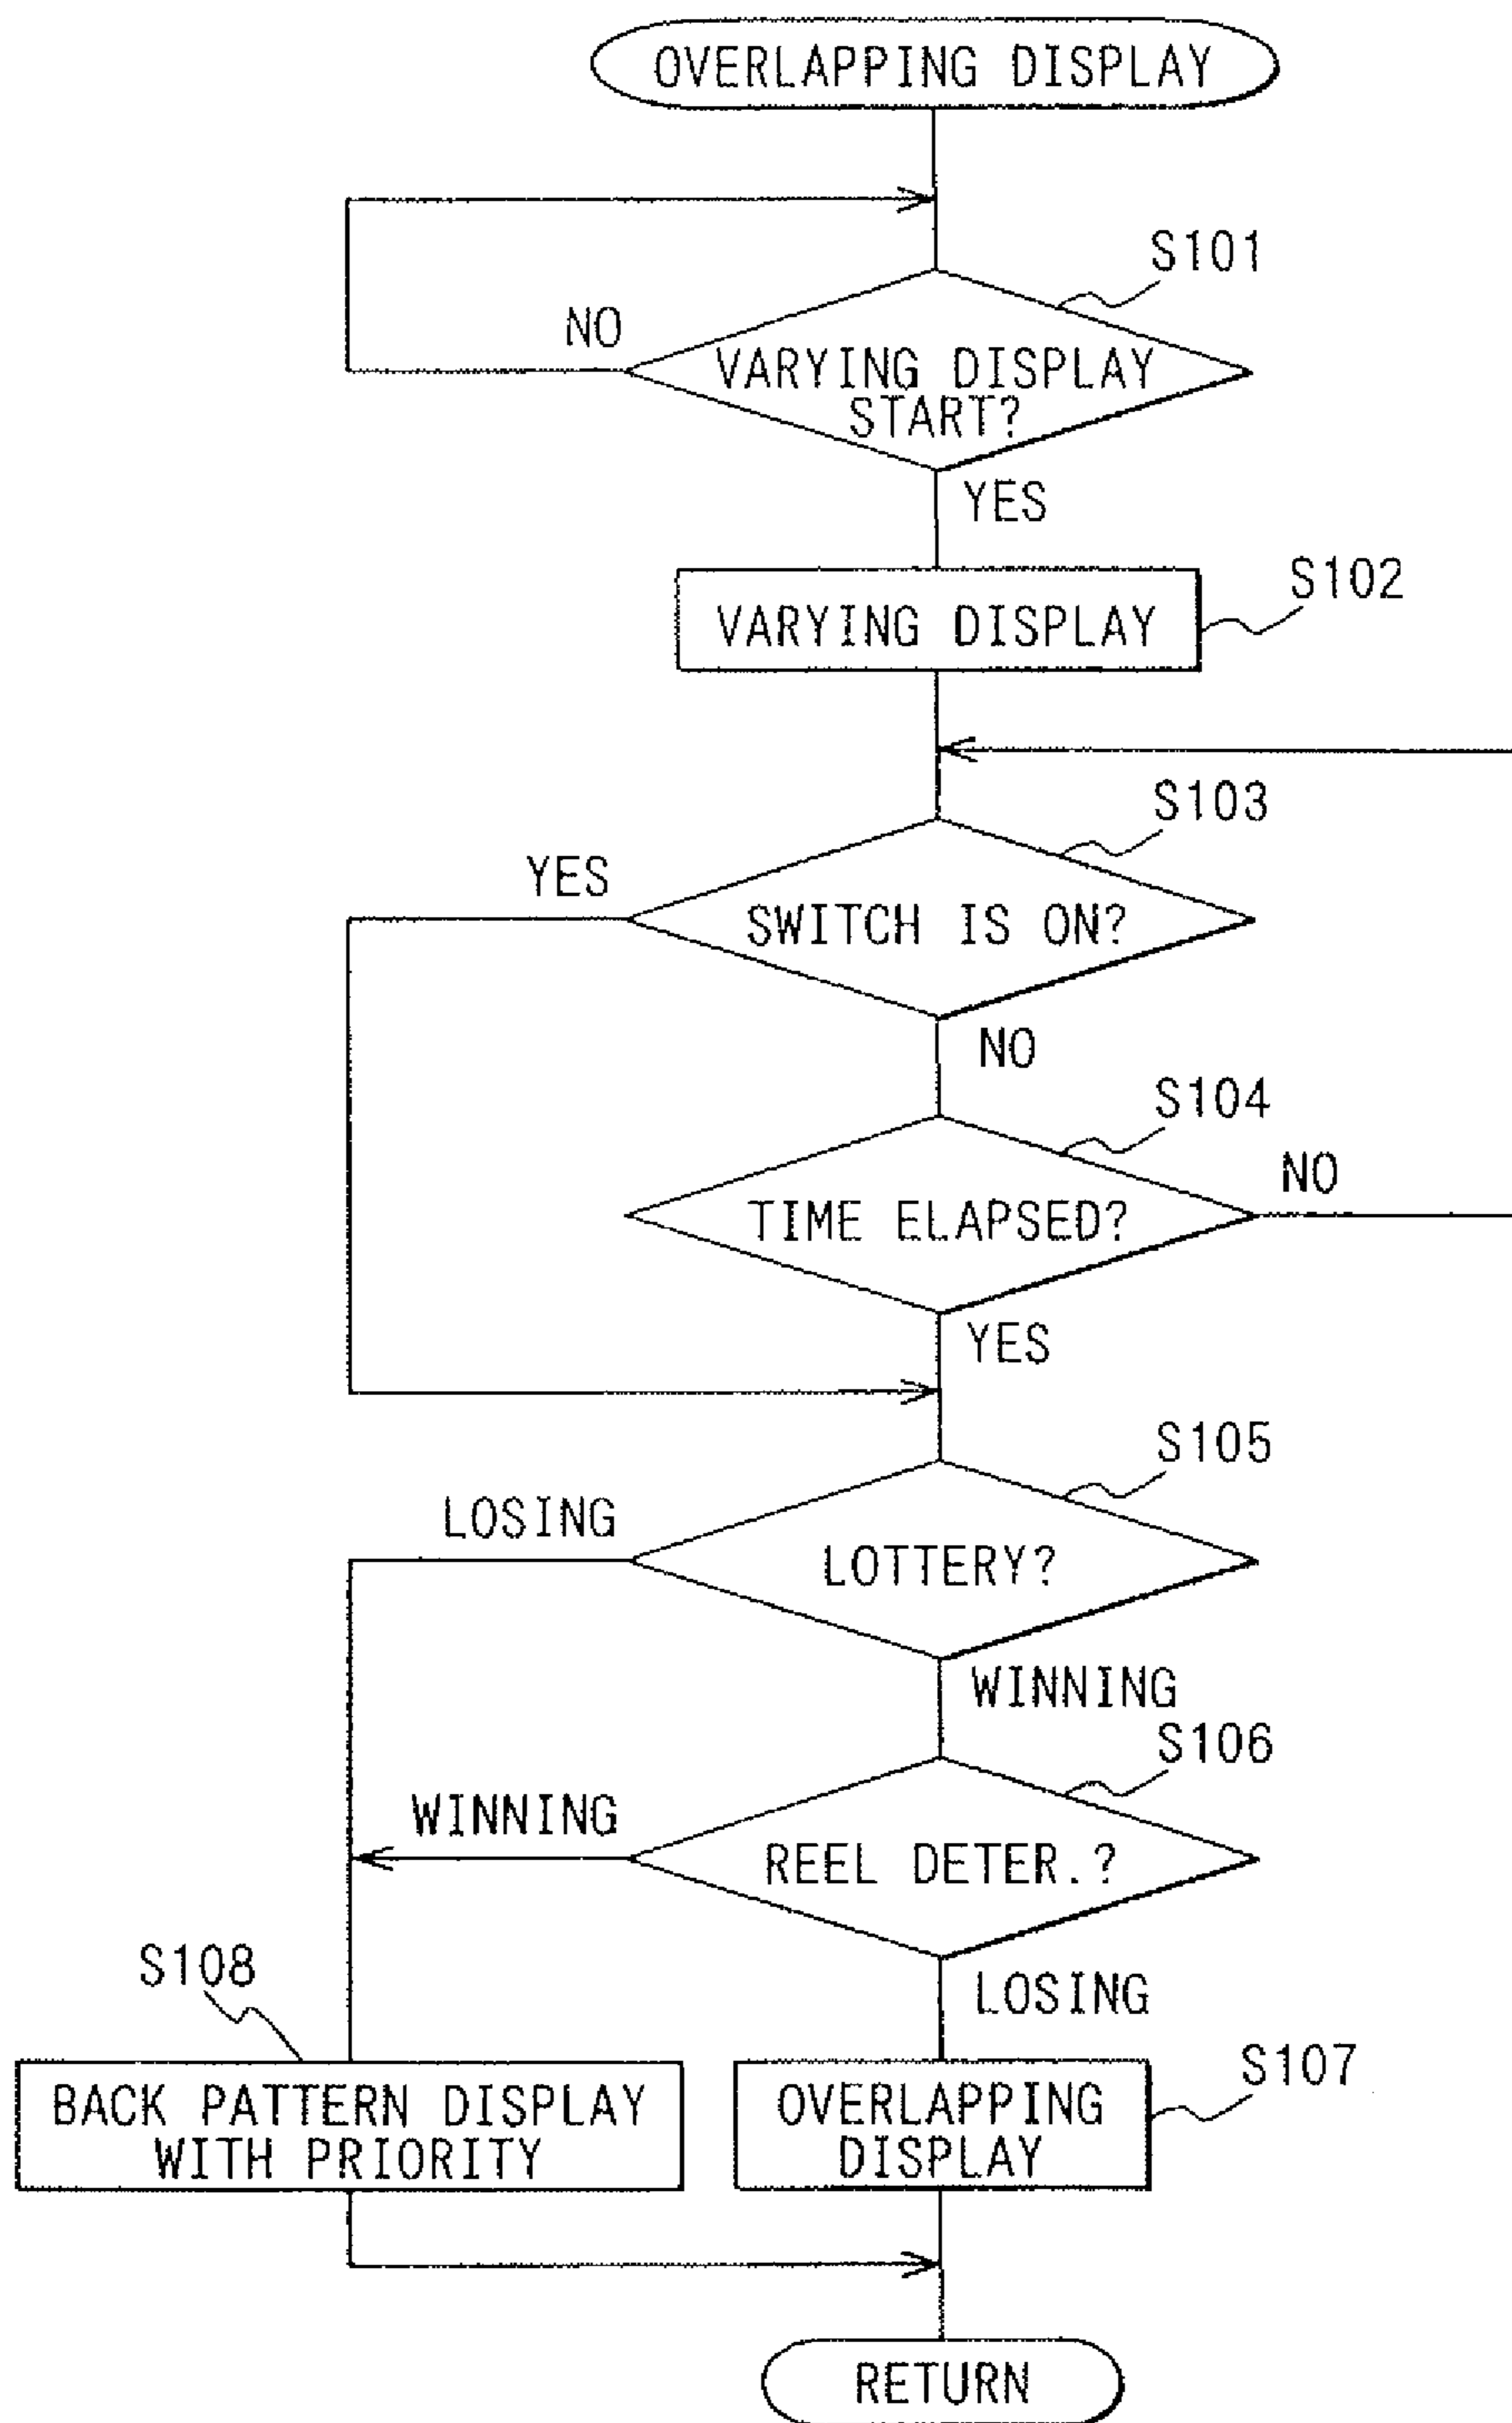 OVERLAPPING DISPLAY
S101
NO
VARYING DISPLAY
START?
YES
S102
VARYING DISPLAY
S103
YES
SWITCH IS ON?
NO
S104
NO
TIME ELAPSED?
YES
S105
LOSING
LOTTERY?
WINNING
S106
WINNING
REEL DETER.?
S108
LOSING
S107
BACK PATTERN DISPLAY
WITH PRIORITY
OVERLAPPING
DISPLAY
RETURN